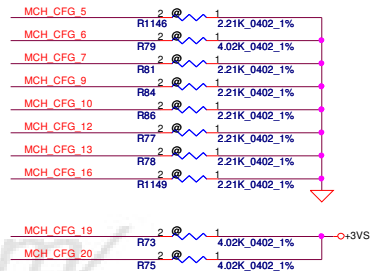 MCH_CFG_5 2 @ 1
R1146 2.21K_0402_1%
MCH_CFG_6 2 @ 1
R79 4.02K_0402_1%
MCH_CFG_7 2 @ 1
R81 2.21K_0402_1%
MCH_CFG_9 2 @ 1
R84 2.21K_0402_1%
MCH_CFG_10 2 @ 1
R86 2.21K_0402_1%
MCH_CFG_12 2 @ 1
R77 2.21K_0402_1%
MCH_CFG_13 2 @ 1
R78 2.21K_0402_1%
MCH_CFG_16 2 @ 1
R1149 2.21K_0402_1%
MCH_CFG_19 2 @ 1 +3VS
R73 4.02K_0402_1%
MCH_CFG_20 2 @ 1
R75 4.02K_0402_1%